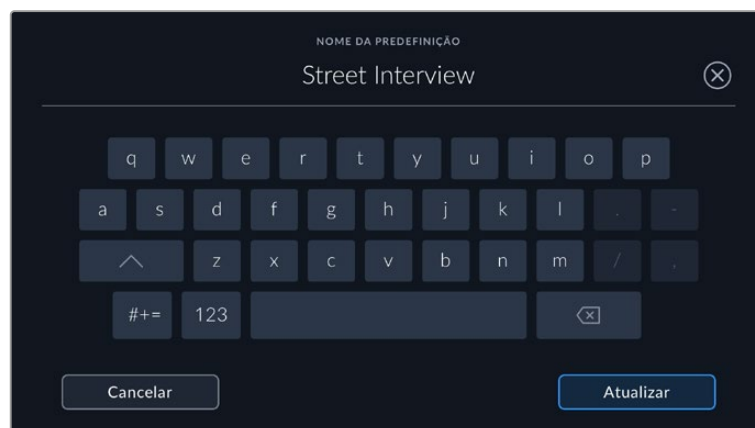 NOME DA PREDEFINIÇÃO
Street Interview
q w e r t y u i o p
a s d f g h j k l . -
z x c v b n m / ,
#+= 123
Cancelar Atualizar